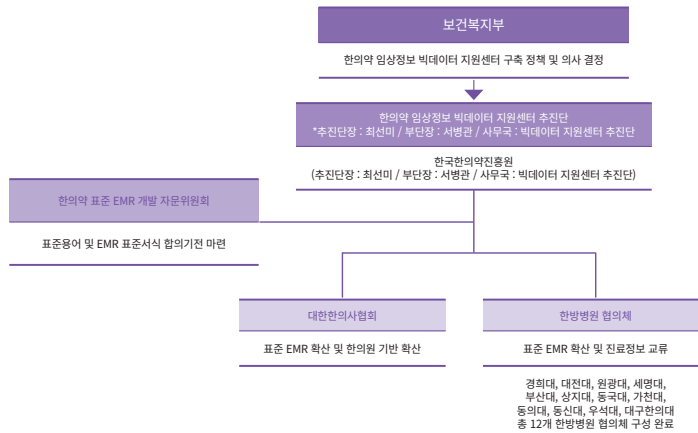 보건복지부
한의약 임상정보 빅데이터 지원센터 구축 정책 및 의사 결정
한의약 임상정보 빅데이터 지원센터 추진단
*추진단장 : 최선미 / 부단장 : 서병관 / 사무국 : 빅데이터 지원센터 추진단
한국한의약진흥원
(추진단장 : 최선미 / 부단장 : 서병관 / 사무국 : 빅데이터 지원센터 추진단)
한의약 표준 EMR 개발 자문위원회
표준용어 및 EMR 표준서식 합의기전 마련
대한한의사협회
표준 EMR 확산 및 한의원 기반 확산
한방병원 협의체
표준 EMR 확산 및 진료정보 교류
경희대, 대전대, 원광대, 세명대,
부산대, 상지대, 동국대, 가천대,
동의대, 동신대, 우석대, 대구한의대
총 12개 한방병원 협의체 구성 완료